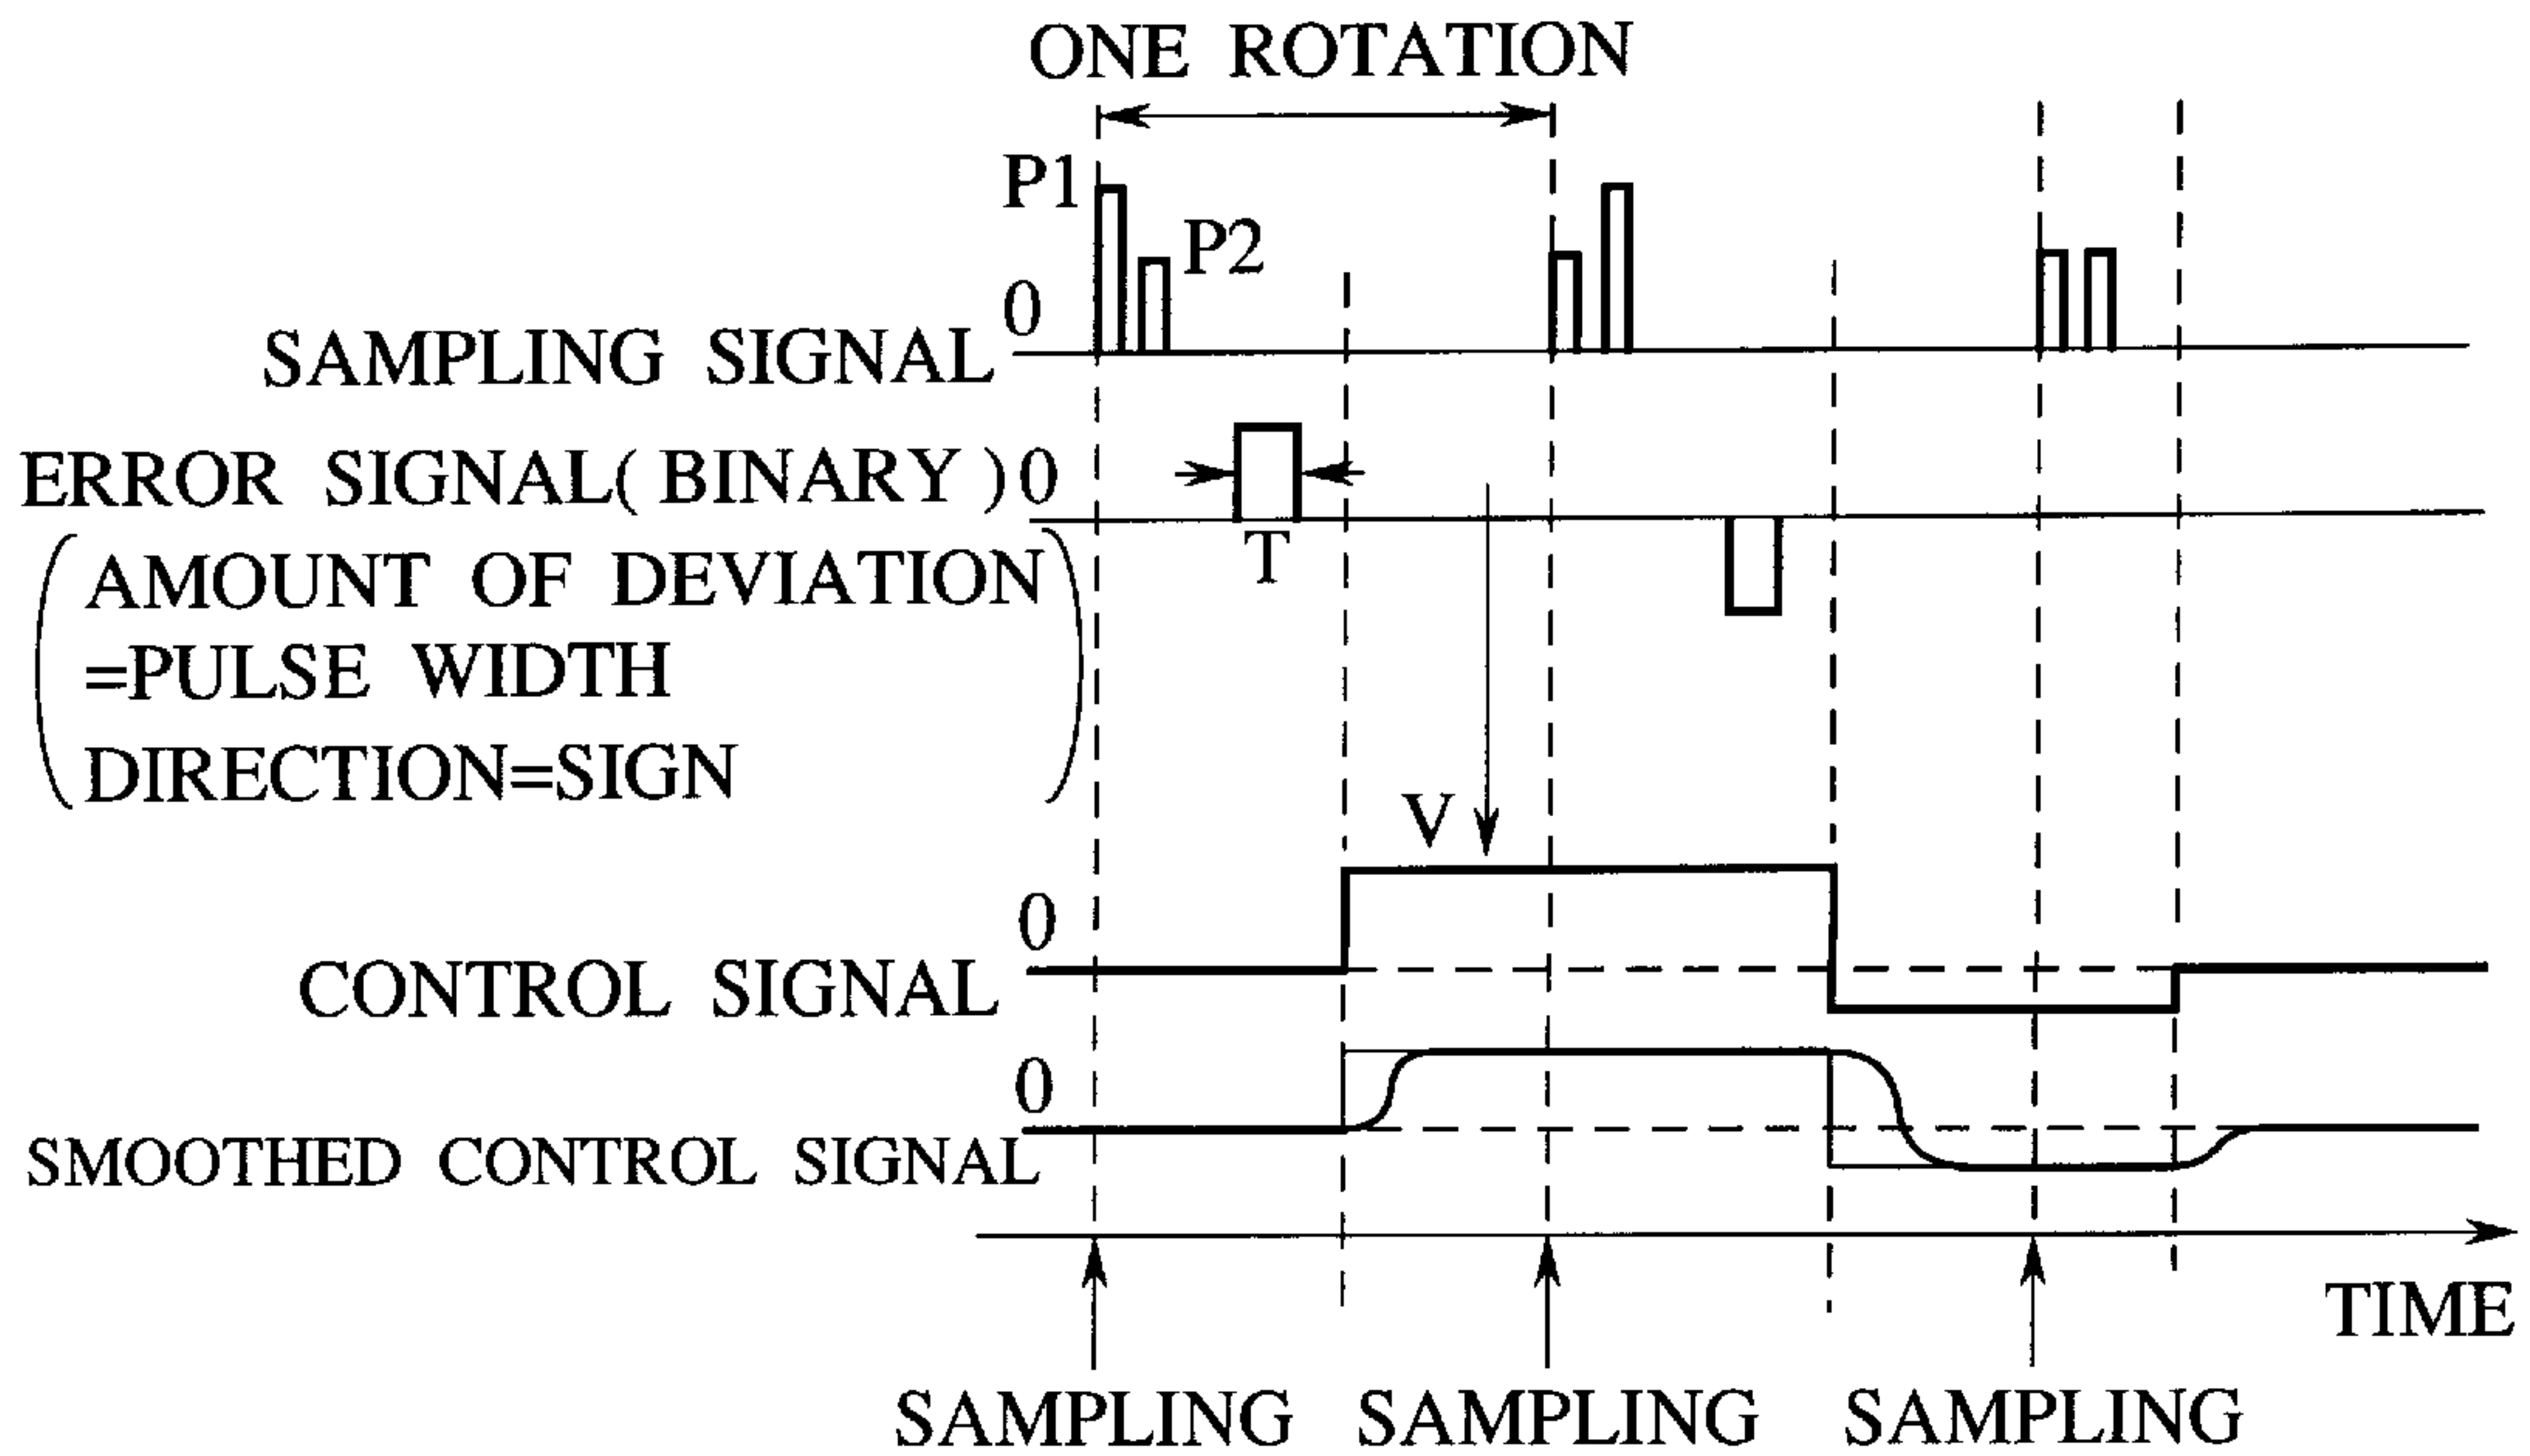 ONE ROTATION
P1
P2
0
SAMPLING SIGNAL
ERROR SIGNAL( BINARY ) 0
T
AMOUNT OF DEVIATION
=PULSE WIDTH
DIRECTION=SIGN
V
0
CONTROL SIGNAL
0
SMOOTHED CONTROL SIGNAL
TIME
SAMPLING SAMPLING SAMPLING